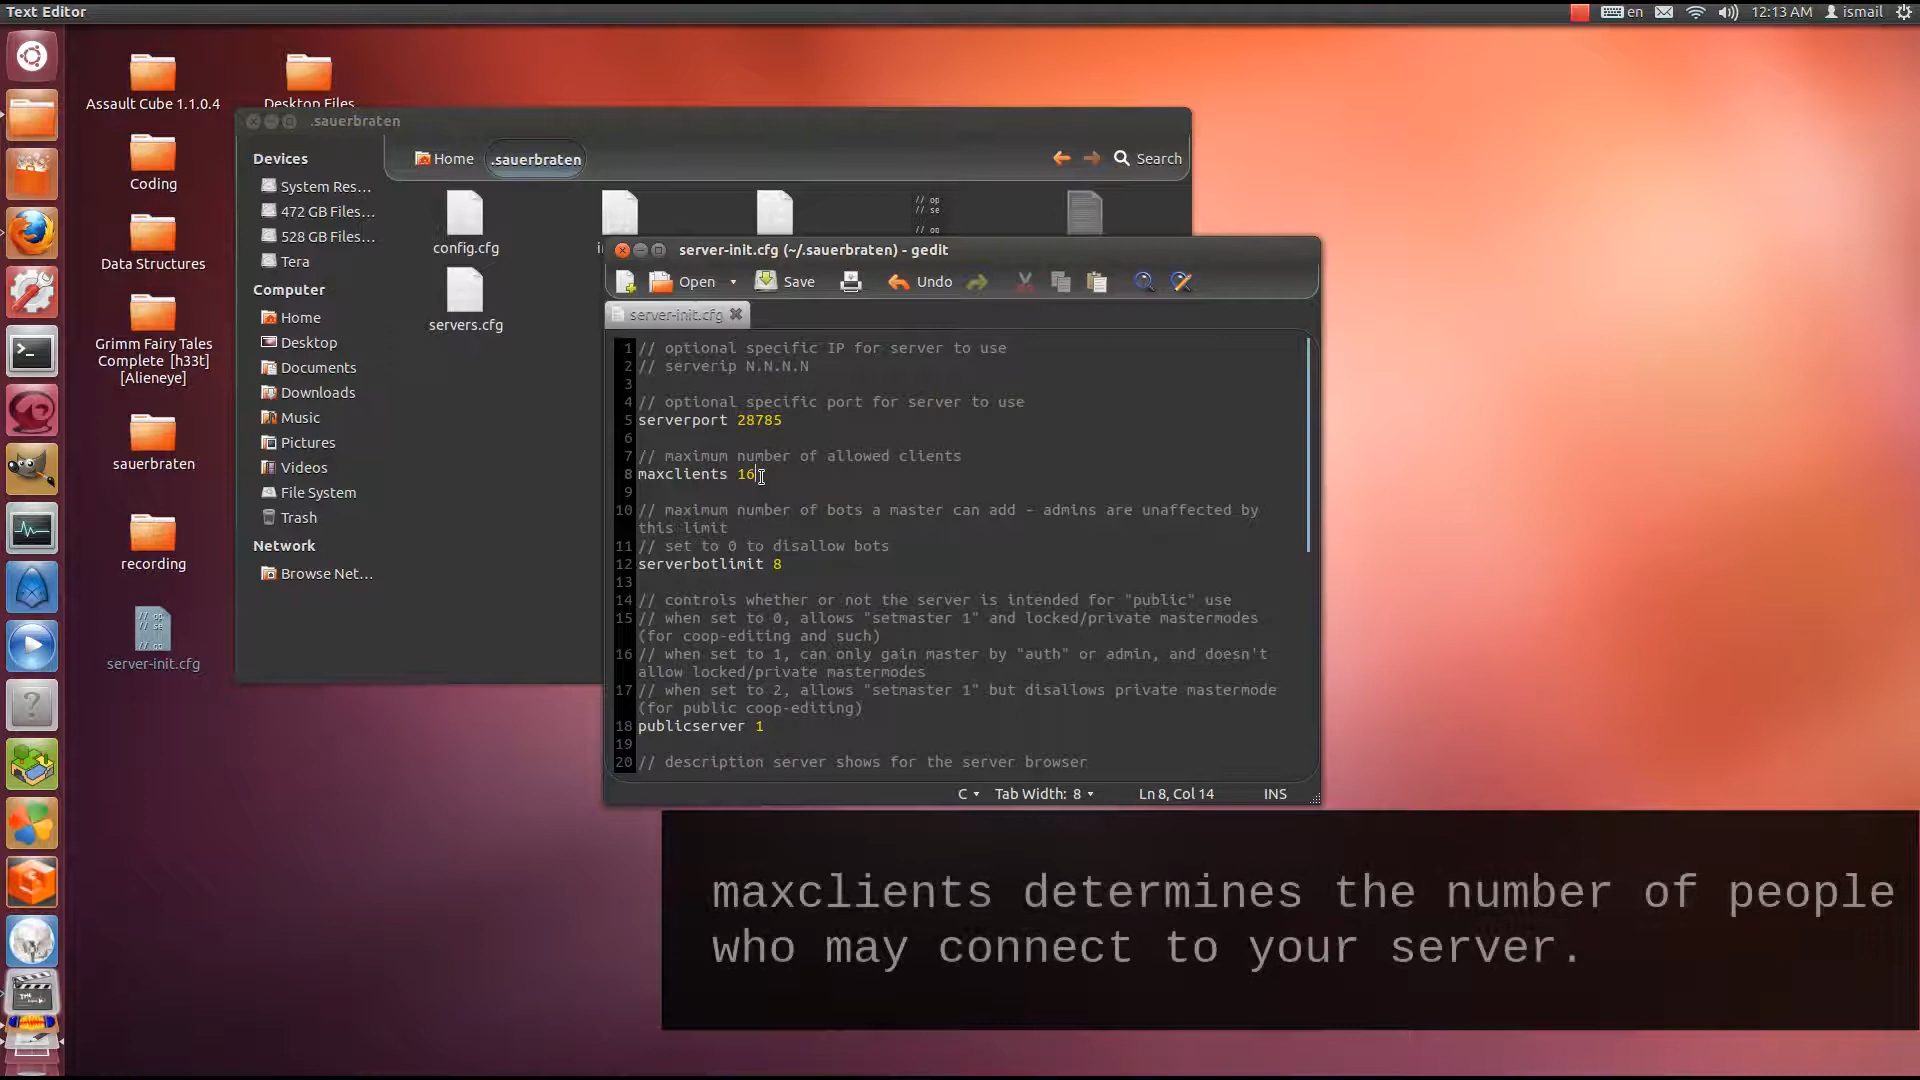 Text Editor
en
12:13 AM
ismail
Assault Cube 1.1.0.4
Desktop Files
Coding
Data Structures
Grimm Fairy Tales
Complete [h33t]
[Alieneye]
sauerbraten
recording
server-init.cfg
.sauerbraten
Devices
System Res...
472 GB Files...
528 GB Files...
Tera
Computer
Home
Desktop
Documents
Downloads
Music
Pictures
Videos
File System
Trash
Network
Browse Net...
Home
.sauerbraten
Search
config.cfg
servers.cfg
server-init.cfg (~/.sauerbraten) - gedit
Open
Save
Undo
server-init.cfg
1 // optional specific IP for server to use
2 // serverip N.N.N.N
3
4 // optional specific port for server to use
5 serverport 28785
6
7 // maximum number of allowed clients
8 maxclients 16
9
10 // maximum number of bots a master can add - admins are unaffected by
this limit
11 // set to 0 to disallow bots
12 serverbotlimit 8
13
14 // controls whether or not the server is intended for "public" use
15 // when set to 0, allows "setmaster 1" and locked/private mastermodes
(for coop-editing and such)
16 // when set to 1, can only gain master by "auth" or admin, and doesn't
allow locked/private mastermodes
17 // when set to 2, allows "setmaster 1" but disallows private mastermode
(for public coop-editing)
18 publicserver 1
19
20 // description server shows for the server browser
C
Tab Width: 8
Ln 8, Col 14
INS
maxclients determines the number of people
who may connect to your server.